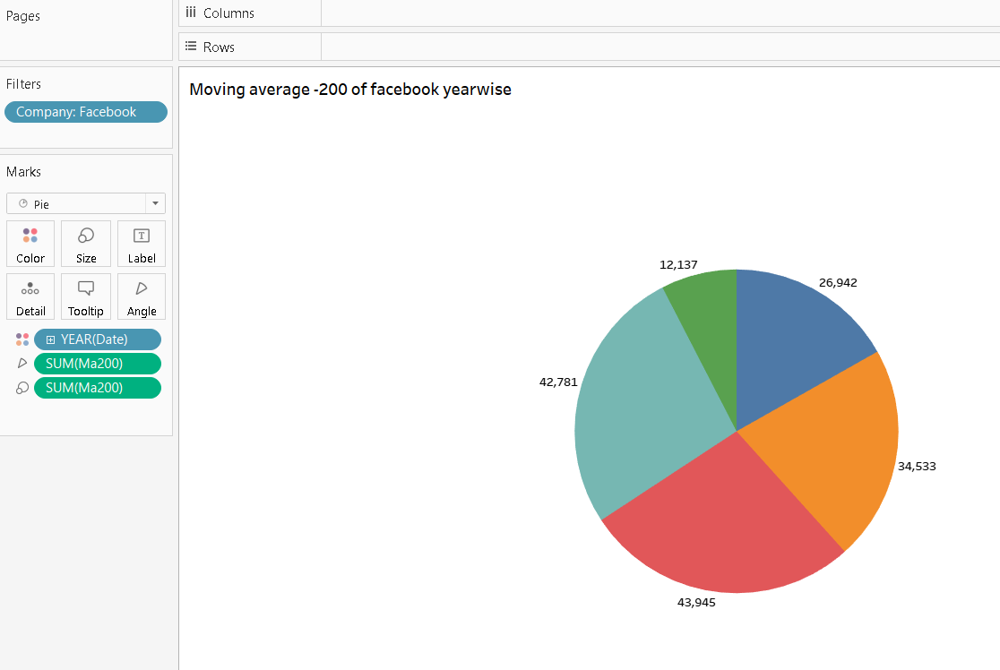 Pages
Columns
Rows
Filters
Company: Facebook
Marks
Pie
Color Size Label
Detail Tooltip Angle
YEAR(Date)
SUM(Ma200)
SUM(Ma200)
Moving average -200 of facebook yearwise
12,137
26,942
42,781
34,533
43,945